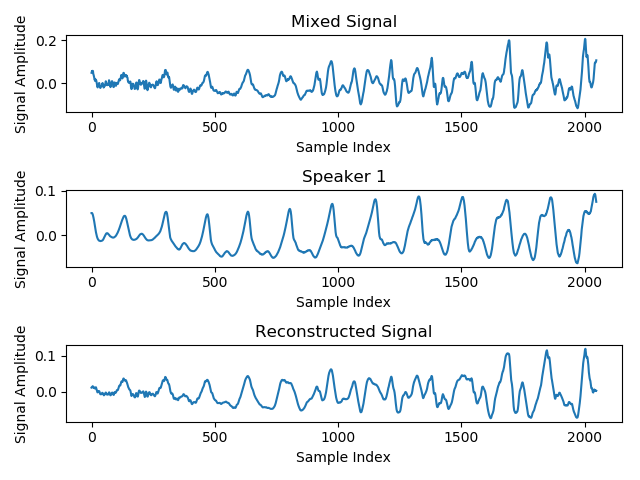 Mixed Signal
Signal Amplitude
0.2
0.0
0
500
1000
1500
2000
Sample Index
Speaker 1
Signal Amplitude
0.1
0.0
0
500
1000
1500
2000
Sample Index
Reconstructed Signal
Signal Amplitude
0.1
0.0
0
500
1000
1500
2000
Sample Index